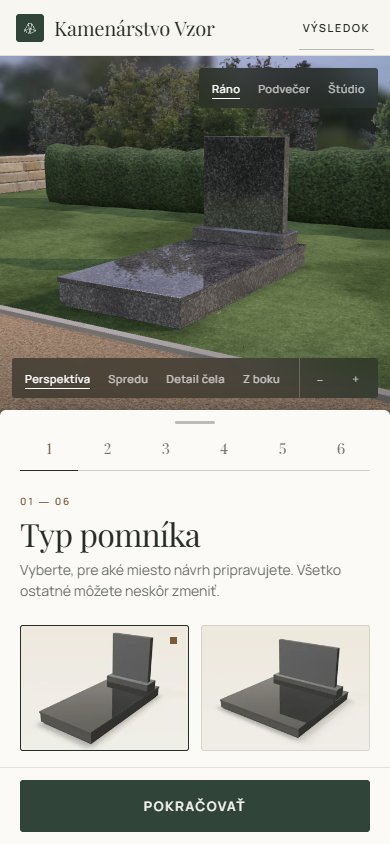 Kamenárstvo Vzor
VÝSLEDOK
Ráno Podvečer Štúdio
Perspektíva Spredu Detail čela Z boku – +
1 2 3 4 5 6
01 — 06
Typ pomníka
Vyberte, pre aké miesto návrh pripravujete. Všetko
ostatné môžete neskôr zmeniť.
POKRAČOVAŤ